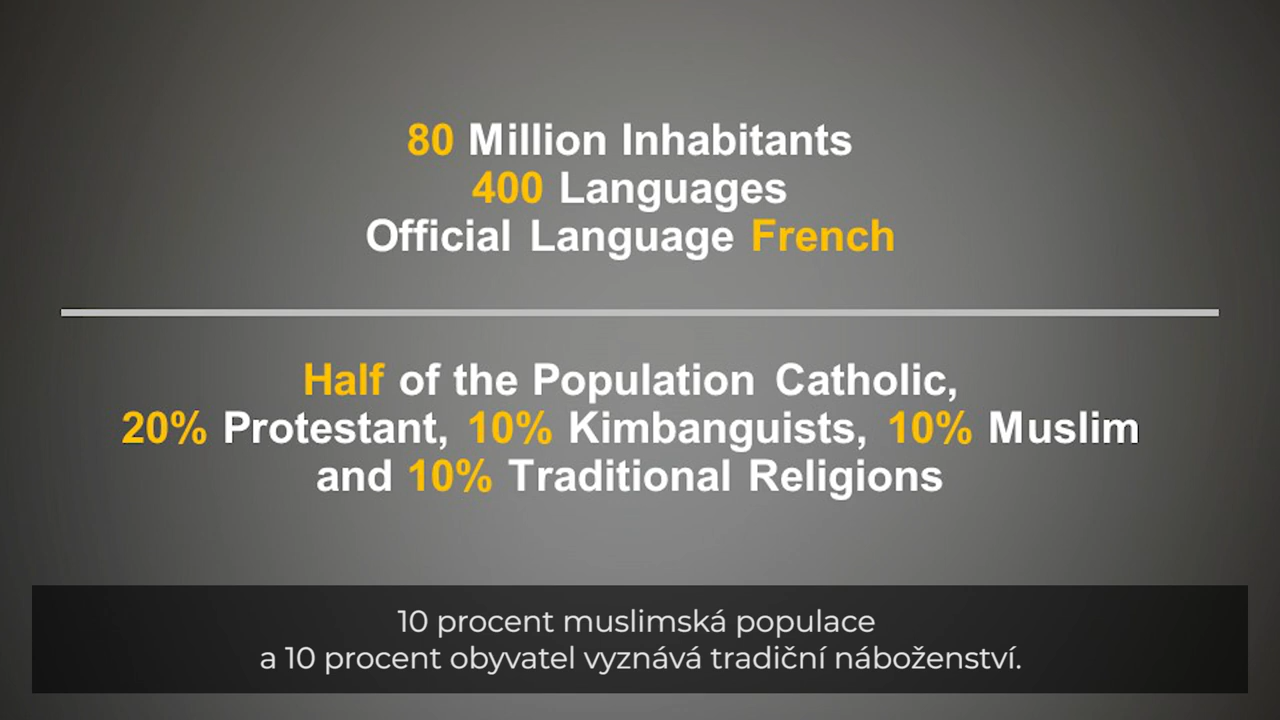 80 Million Inhabitants
400 Languages
Official Language French
Half of the Population Catholic,
20% Protestant, 10% Kimbanguists, 10% Muslim
and 10% Traditional Religions
10 procent muslimská populace
a 10 procent obyvatel vyznává tradiční náboženství.